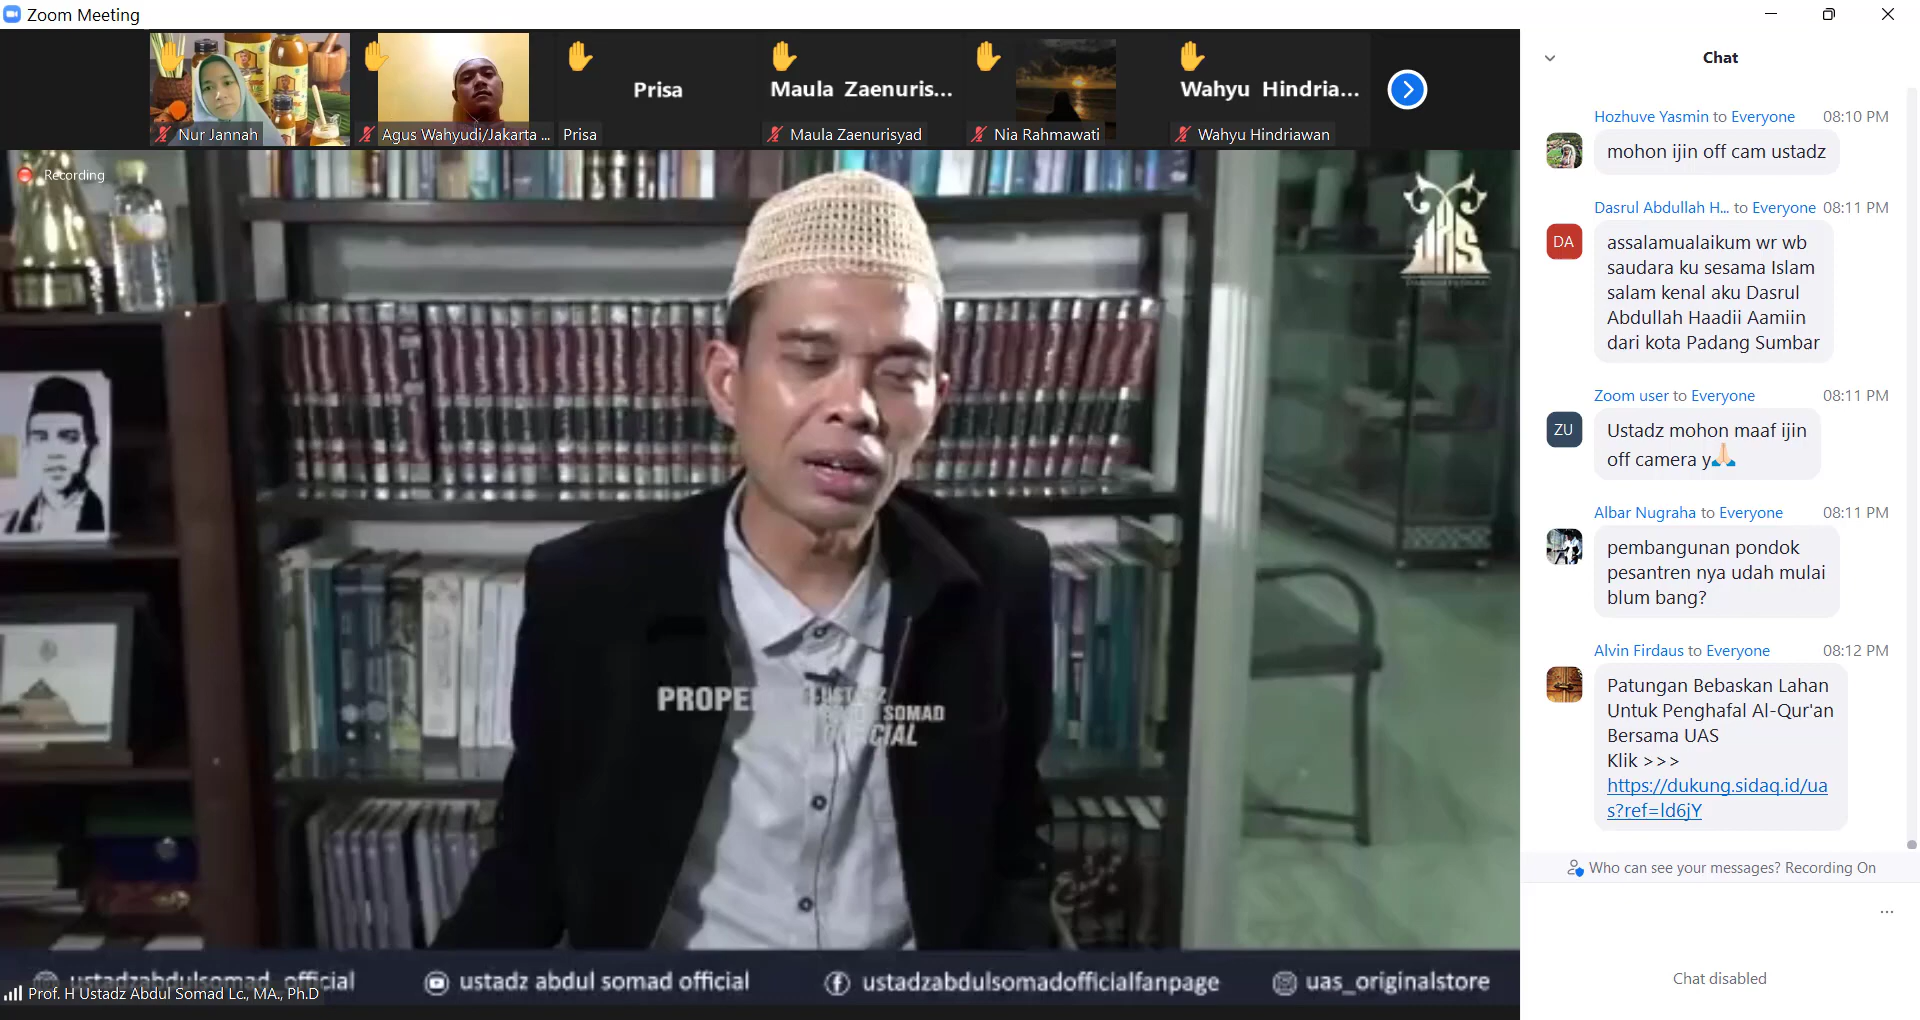 Zoom Meeting
Prisa
Maula Zaenuris...
Wahyu Hindria...
Nur Jannah
Agus Wahyudi/Jakarta ...
Prisa
Maula Zaenurisyad
Nia Rahmawati
Wahyu Hindriawan
Recording
UAS
PROPE
USTADZ
SOMAD
OFFICIAL
ustadzabdulsomad_official
ustadz abdul somad official
ustadzabdulsomadofficialfanpage
uas_originalstore
Prof. H Ustadz Abdul Somad Lc., MA., Ph.D
Chat
Hozhuve Yasmin to Everyone 08:10 PM
mohon ijin off cam ustadz
Dasrul Abdullah H... to Everyone 08:11 PM
DA
assalamualaikum wr wb
saudara ku sesama Islam
salam kenal aku Dasrul
Abdullah Haadii Aamiin
dari kota Padang Sumbar
Zoom user to Everyone 08:11 PM
ZU
Ustadz mohon maaf ijin
off camera y🙏🏻
Albar Nugraha to Everyone 08:11 PM
pembangunan pondok
pesantren nya udah mulai
blum bang?
Alvin Firdaus to Everyone 08:12 PM
Patungan Bebaskan Lahan
Untuk Penghafal Al-Qur'an
Bersama UAS
Klik >>>
https://dukung.sidaq.id/ua
s?ref=ld6jY
Who can see your messages? Recording On
...
Chat disabled